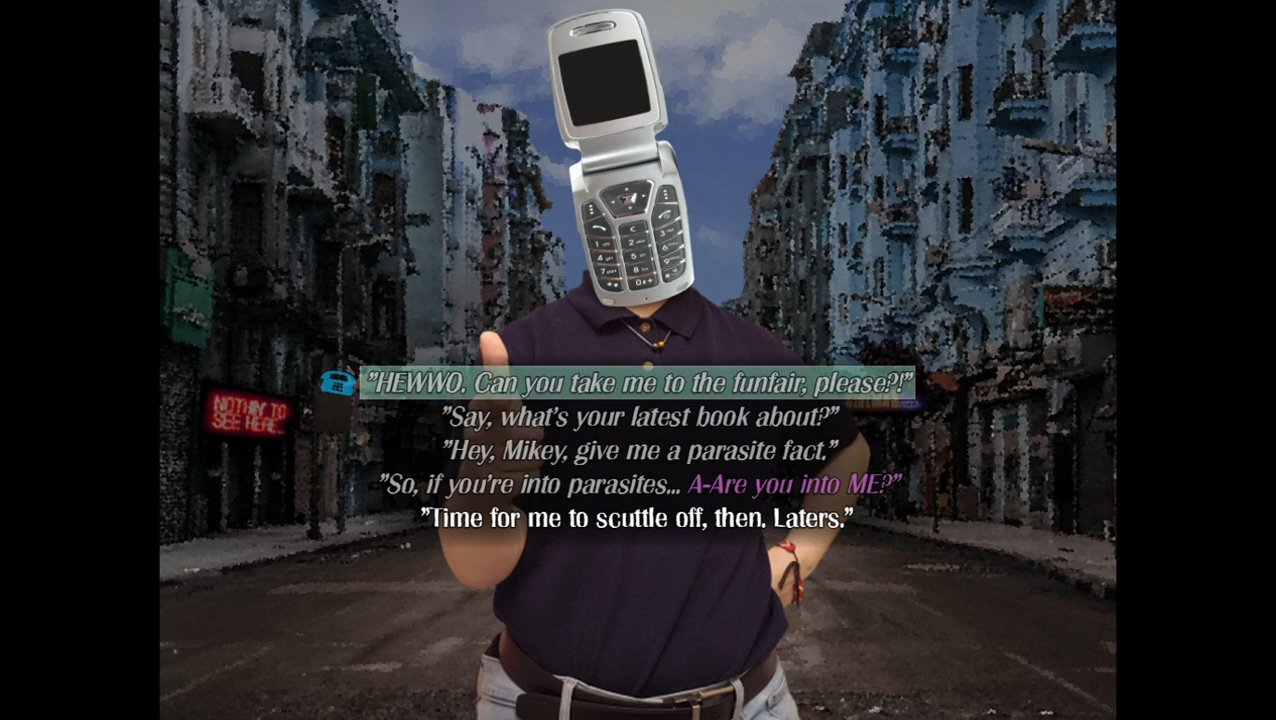 "HEWWO. Can you take me to the funfair, please?!"
"Say, what's your latest book about?"
"Hey, Mikey, give me a parasite fact."
"So, if you're into parasites... A-Are you into ME?"
"Time for me to scuttle off, then. Laters."
NOTHIN TO
SEE HERE...